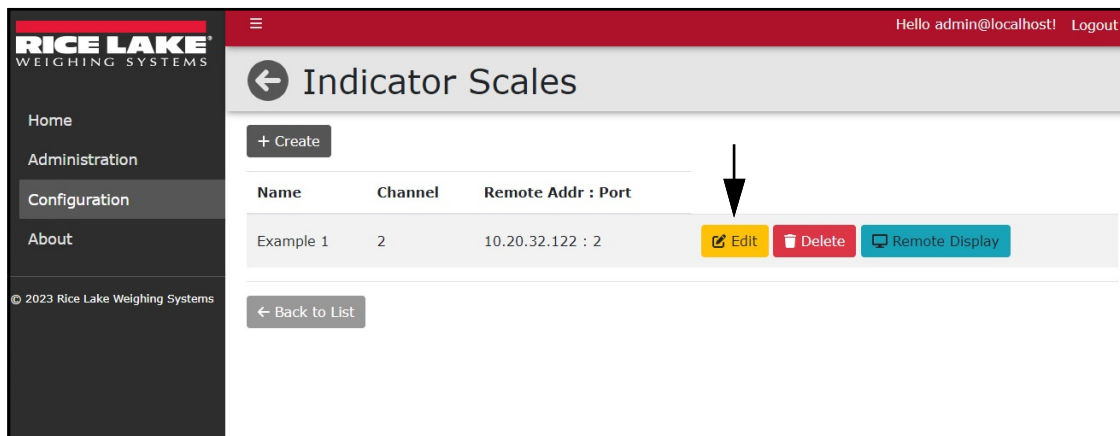 RICE LAKE®
WEIGHING SYSTEMS
Home
Administration
Configuration
About
© 2023 Rice Lake Weighing Systems
Hello admin@localhost! Logout
Indicator Scales
+ Create
Name Channel Remote Addr : Port
Example 1 2 10.20.32.122 : 2 Edit Delete Remote Display
← Back to List